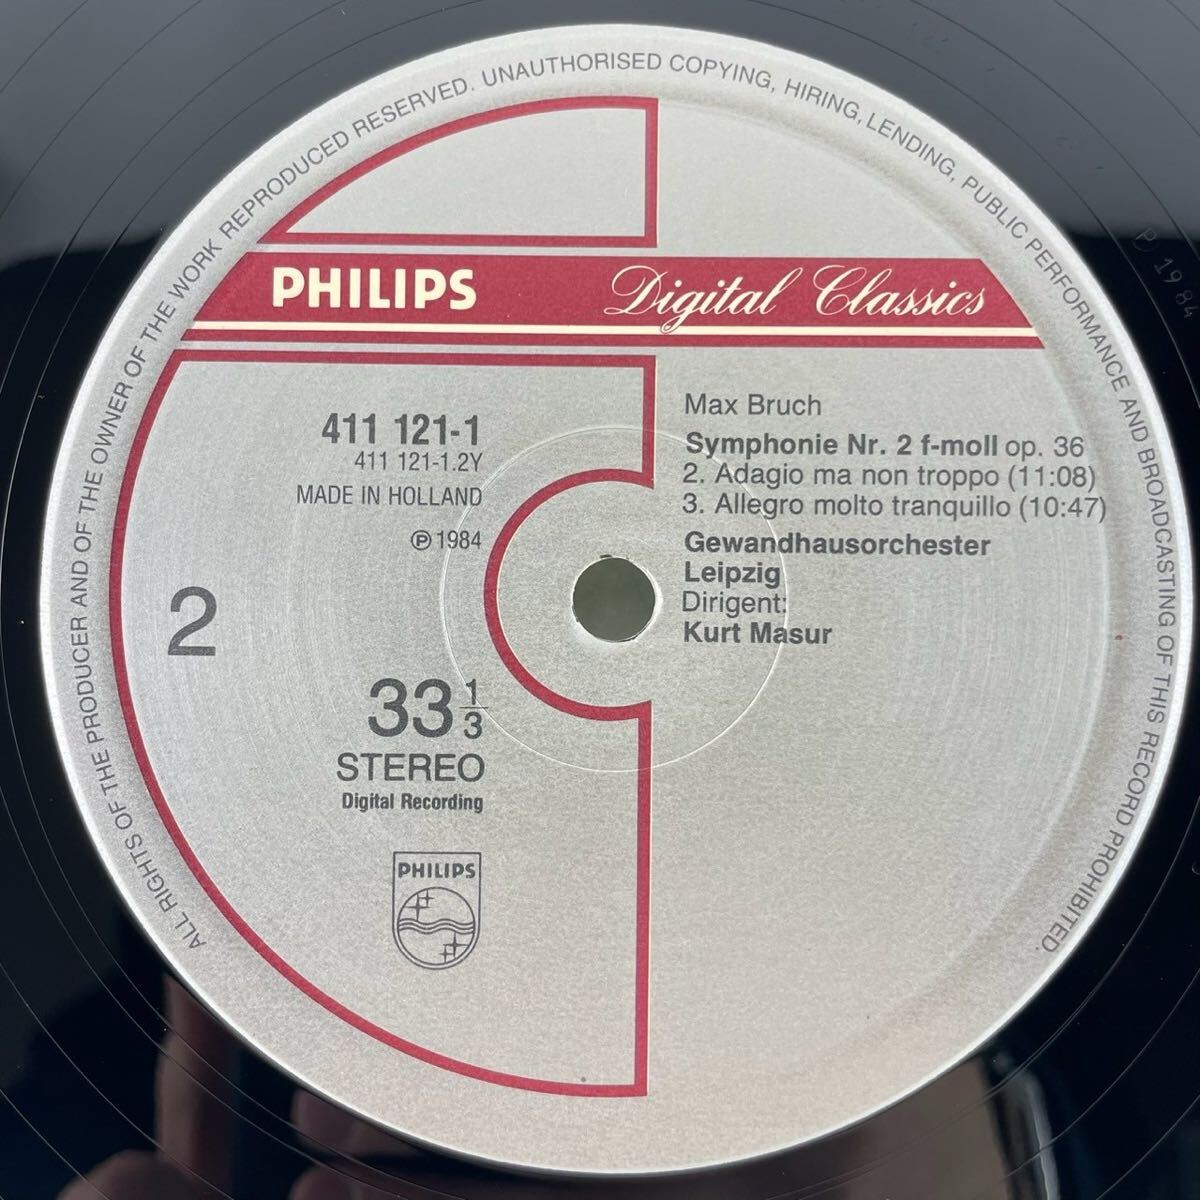 ALL RIGHTS OF THE PRODUCER AND OF THE OWNER OF THE WORK REPRODUCED RESERVED. UNAUTHORISED COPYING, HIRING, LENDING, PUBLIC PERFORMANCE AND BROADCASTING OF THIS RECORD PROHIBITED.
PHILIPS Digital Classics
411 121-1
411 121-1.2Y
MADE IN HOLLAND
℗ 1984
2
33 1/3
STEREO
Digital Recording
PHILIPS
Max Bruch
Symphonie Nr. 2 f-moll op. 36
2. Adagio ma non troppo (11:08)
3. Allegro molto tranquillo (10:47)
Gewandhausorchester
Leipzig
Dirigent:
Kurt Masur
P 1984